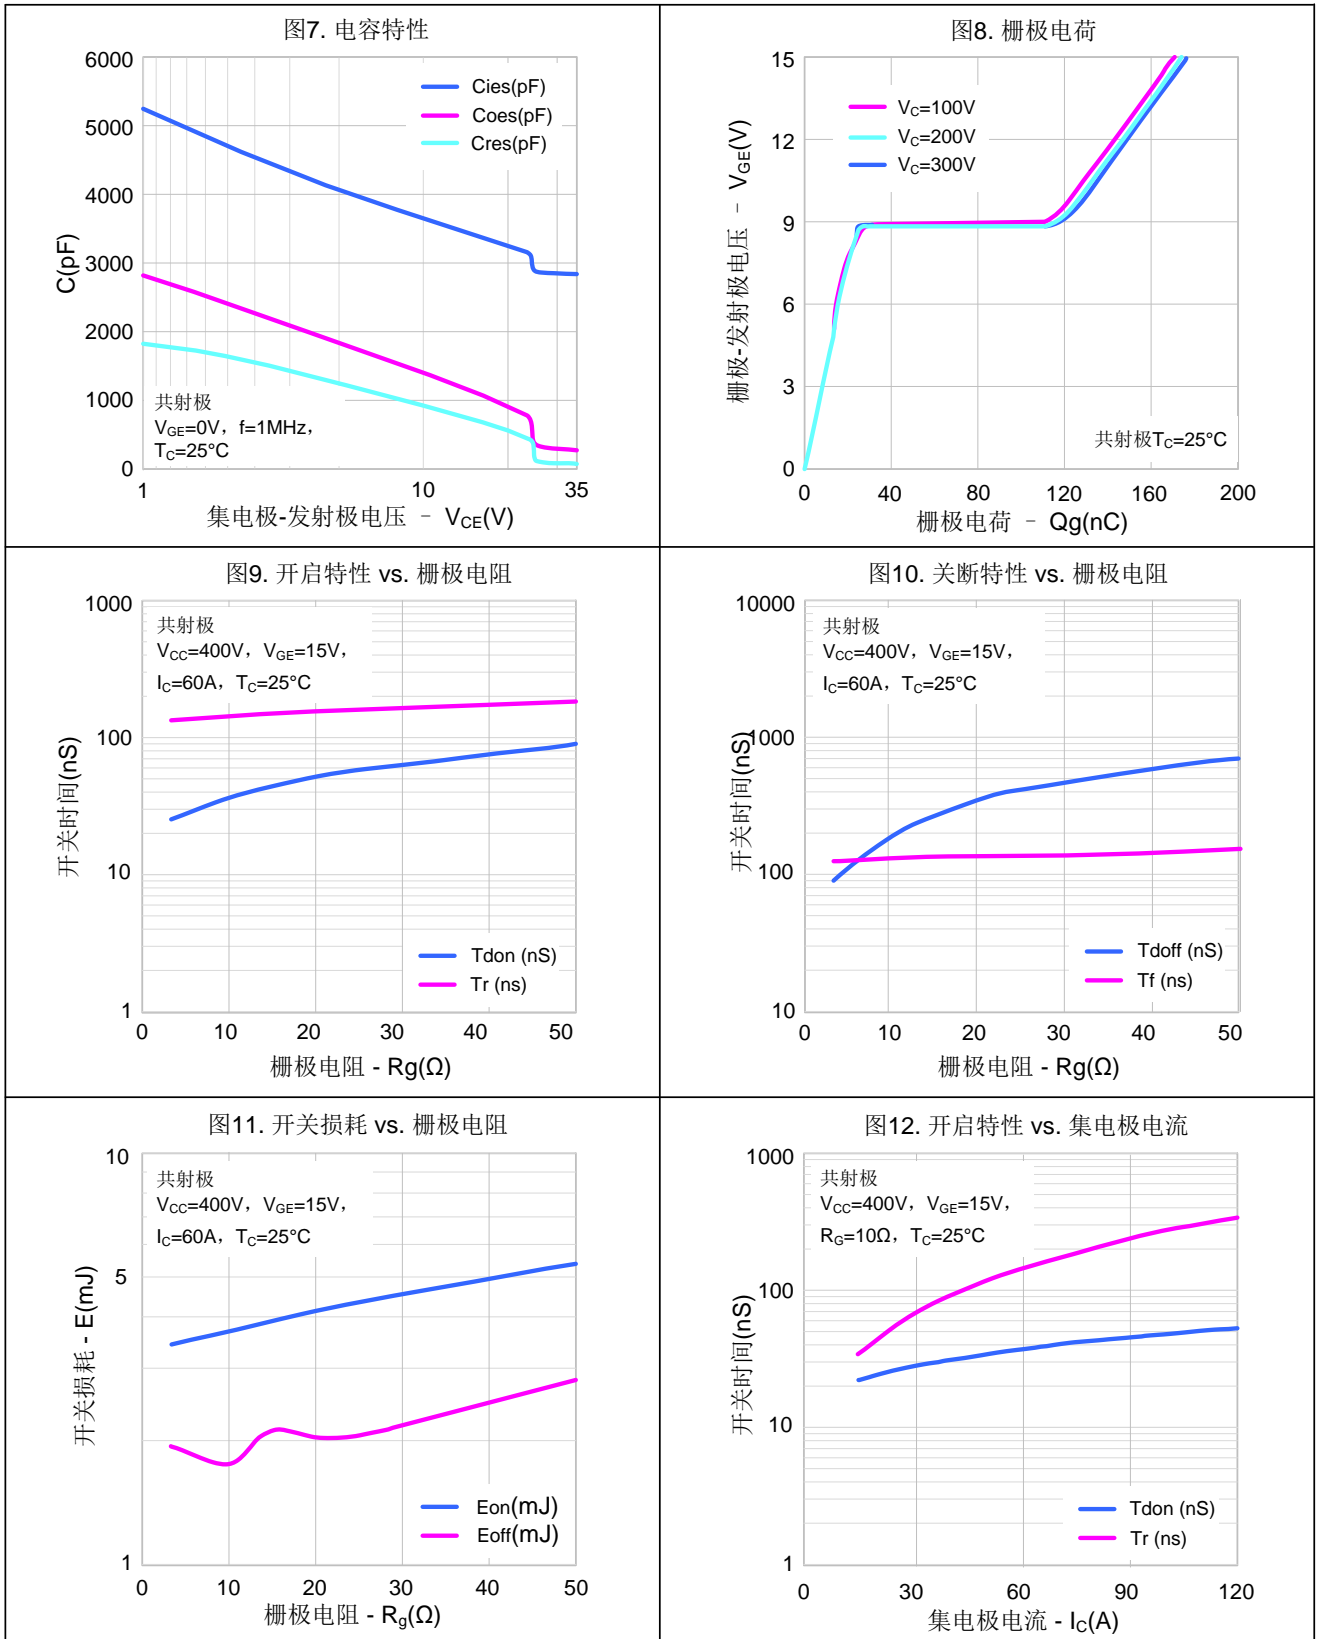 图7. 电容特性
6000
5000
4000
3000
2000
1000
0
C(pF)
Cies(pF)
Coes(pF)
Cres(pF)
共射极
VGE=0V，f=1MHz，
TC=25°C
1 10 35
集电极-发射极电压 － VCE(V)
图8. 栅极电荷
15
12
9
6
3
0
栅极-发射极电压 － VGE(V)
VC=100V
VC=200V
VC=300V
共射极TC=25°C
0 40 80 120 160 200
栅极电荷 － Qg(nC)
图9. 开启特性 vs. 栅极电阻
1000
100
10
1
开关时间(nS)
共射极
VCC=400V，VGE=15V，
IC=60A，TC=25°C
Tdon (nS)
Tr (ns)
0 10 20 30 40 50
栅极电阻 - Rg(Ω)
图10. 关断特性 vs. 栅极电阻
10000
1000
100
10
开关时间(nS)
共射极
VCC=400V，VGE=15V，
IC=60A，TC=25°C
Tdoff (nS)
Tf (ns)
0 10 20 30 40 50
栅极电阻 - Rg(Ω)
图11. 开关损耗 vs. 栅极电阻
10
5
1
开关损耗 - E(mJ)
共射极
VCC=400V，VGE=15V，
IC=60A，TC=25°C
Eon(mJ)
Eoff(mJ)
0 10 20 30 40 50
栅极电阻 - Rg(Ω)
图12. 开启特性 vs. 集电极电流
1000
100
10
1
开关时间(nS)
共射极
VCC=400V，VGE=15V，
RG=10Ω，TC=25°C
Tdon (nS)
Tr (ns)
0 30 60 90 120
集电极电流 - IC(A)